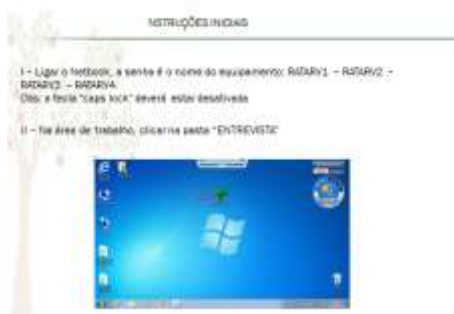 INSTRUÇÕES INICIAIS
I – Ligar o Netbook, a senha é o nome do equipamento: RATARV1 – RATARV2 –
RATARV3 – RATARV4
Obs: a tecla "caps lock" deverá estar desativada
II – Na área de trabalho, clicar na pasta "ENTREVISTA"